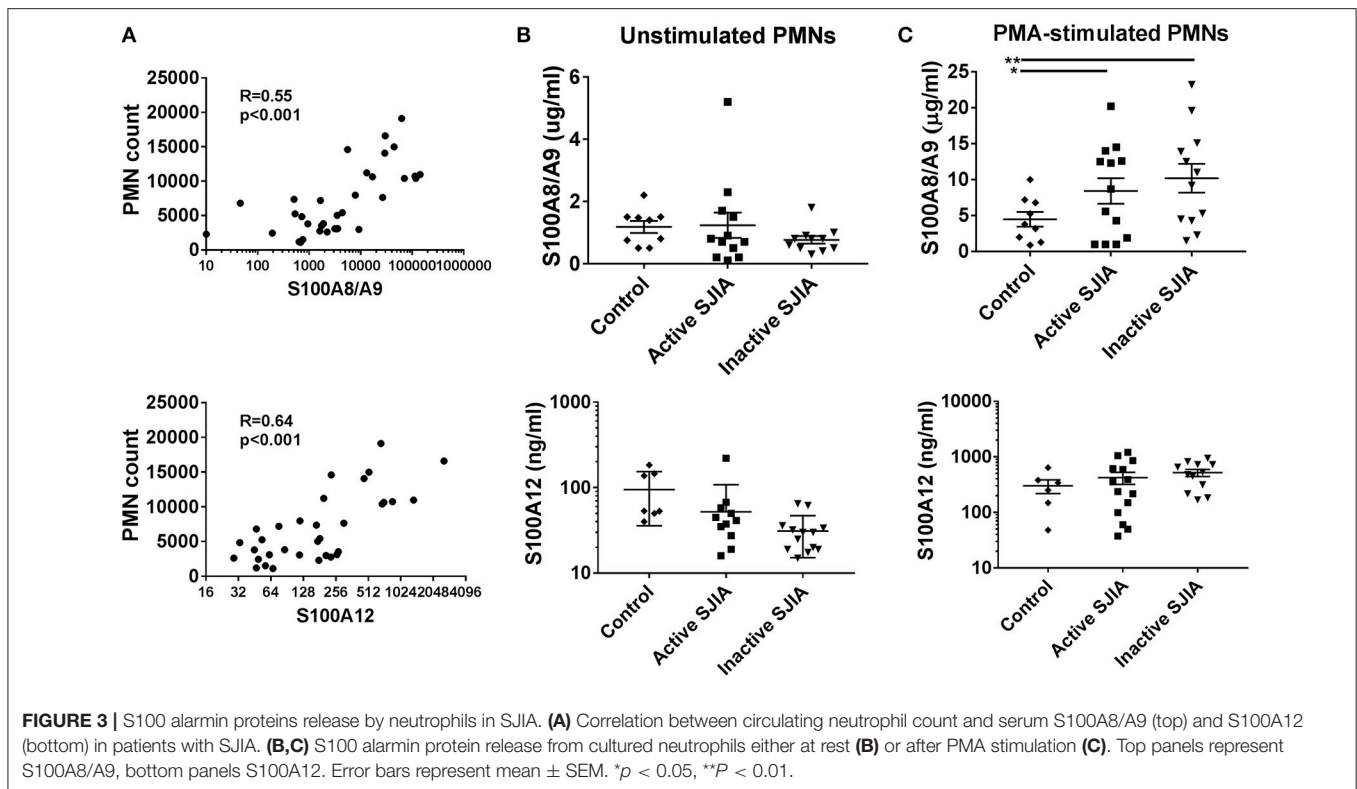 A
PMN count
25000
20000
15000
10000
5000
0
R=0.55
p<0.001
10 100 1000 10000 1000001000000
S100A8/A9
B
Unstimulated PMNs
S100A8/A9 (ug/ml)
6
4
2
0
Control
Active SJIA
Inactive SJIA
C
PMA-stimulated PMNs
**
*
S100A8/A9 (µg/ml)
25
20
15
10
5
0
Control
Active SJIA
Inactive SJIA
PMN count
25000
20000
15000
10000
5000
0
R=0.64
p<0.001
16 32 64 128 256 512 1024 20484096
S100A12
S100A12 (ng/ml)
1000
100
10
Control
Active SJIA
Inactive SJIA
S100A12 (ng/ml)
10000
1000
100
10
Control
Active SJIA
Inactive SJIA
FIGURE 3 | S100 alarmin proteins release by neutrophils in SJIA. (A) Correlation between circulating neutrophil count and serum S100A8/A9 (top) and S100A12
(bottom) in patients with SJIA. (B,C) S100 alarmin protein release from cultured neutrophils either at rest (B) or after PMA stimulation (C). Top panels represent
S100A8/A9, bottom panels S100A12. Error bars represent mean ± SEM. *p < 0.05, **P < 0.01.